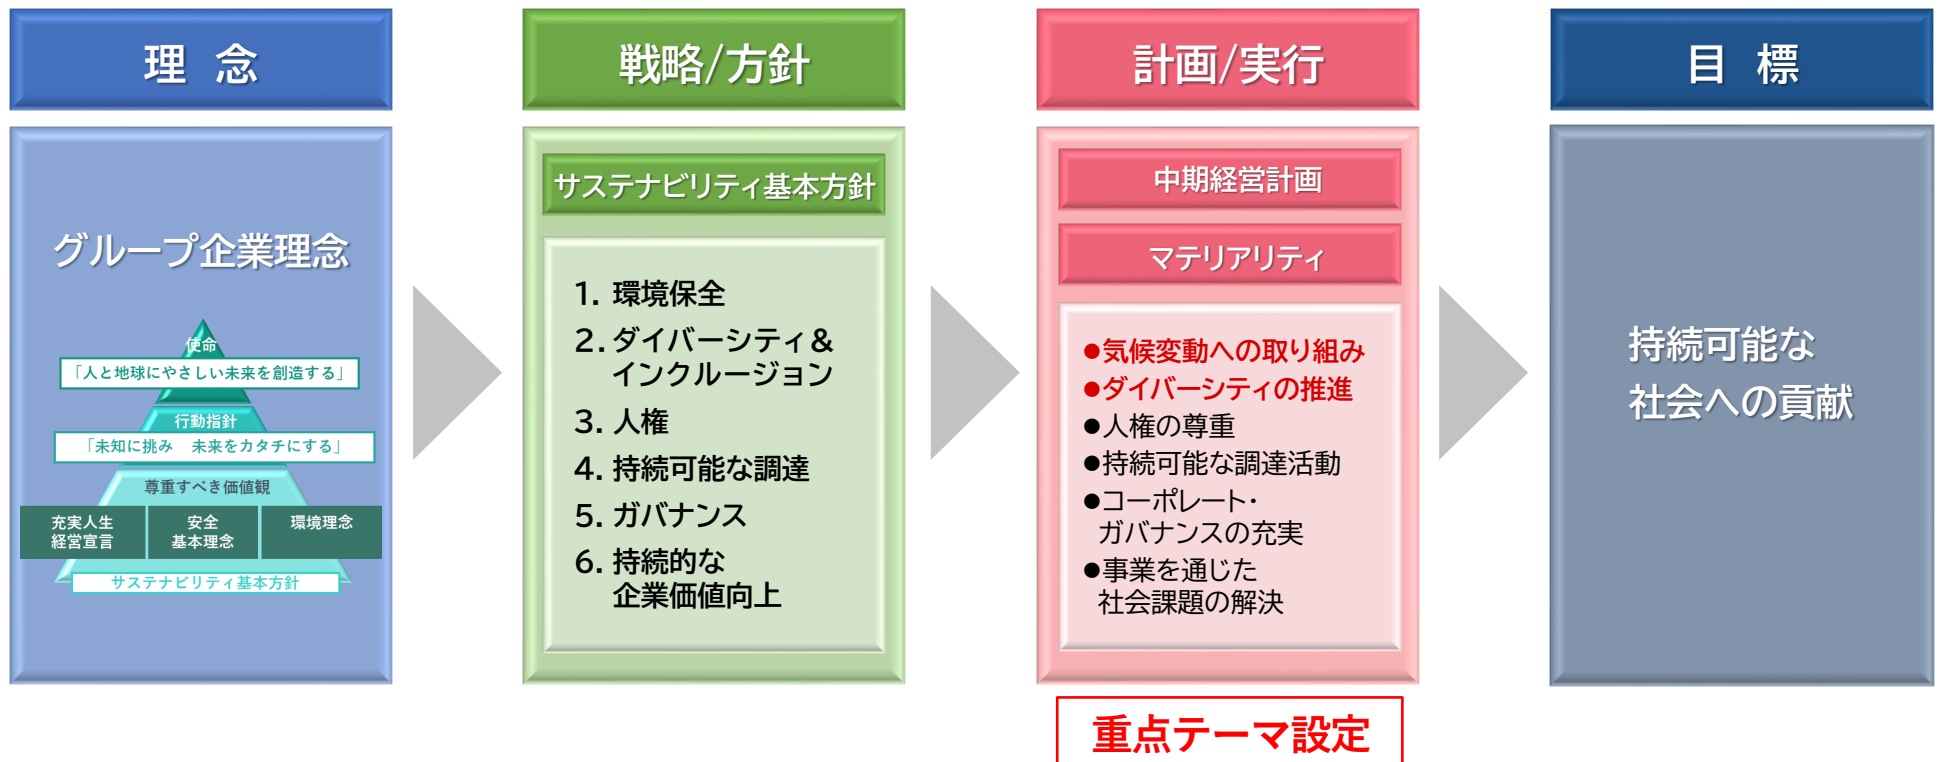 理 念
グループ企業理念
使命
「人と地球にやさしい未来を創造する」
行動指針
「未知に挑み 未来をカタチにする」
尊重すべき価値観
充実人生
経営宣言
安全
基本理念
環境理念
サステナビリティ基本方針
戦略/方針
サステナビリティ基本方針
1. 環境保全
2. ダイバーシティ&
インクルージョン
3. 人権
4. 持続可能な調達
5. ガバナンス
6. 持続的な
企業価値向上
計画/実行
中期経営計画
マテリアリティ
●気候変動への取り組み
●ダイバーシティの推進
●人権の尊重
●持続可能な調達活動
●コーポレート・
ガバナンスの充実
●事業を通じた
社会課題の解決
重点テーマ設定
目 標
持続可能な
社会への貢献